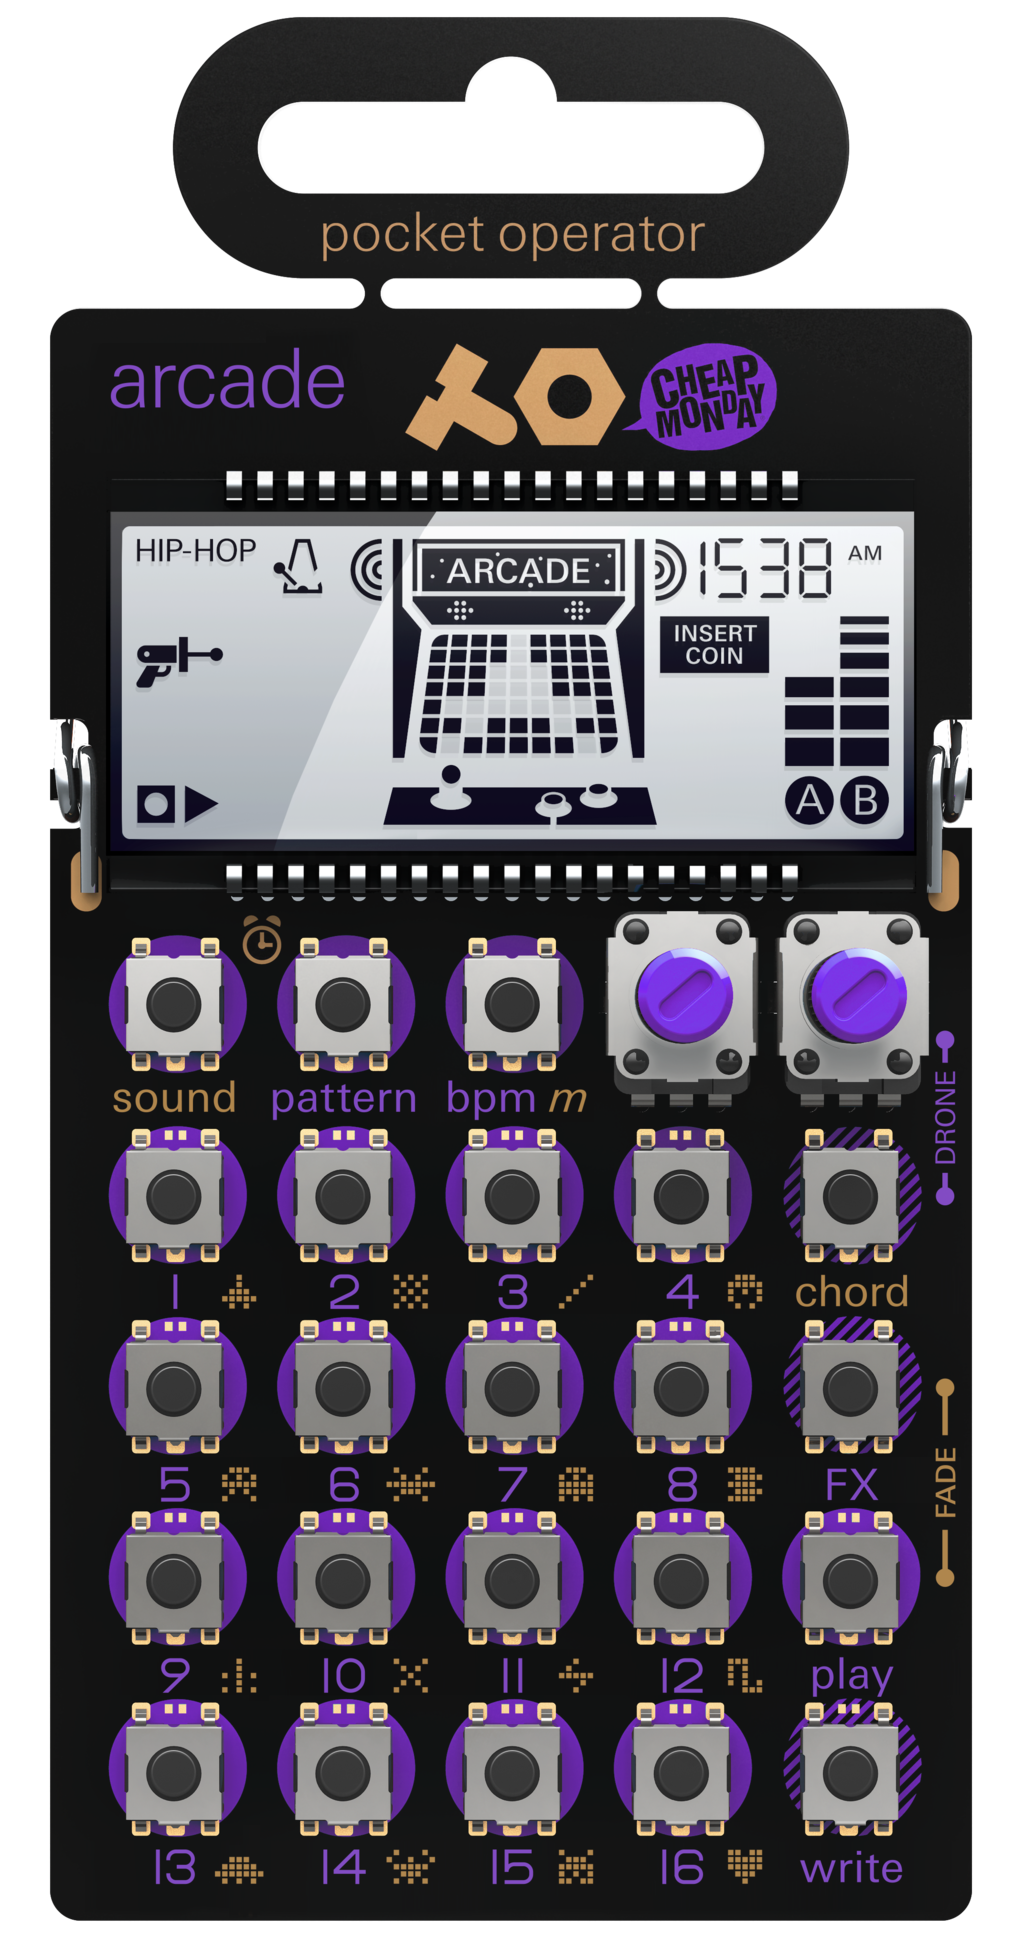 pocket operator
arcade
CHEAP
MONDAY
HIP-HOP
ARCADE
1538 AM
INSERT
COIN
A B
sound pattern bpm m
DRONE
1 2 3 4 chord
5 6 7 8 FX
FADE
9 10 11 12 play
13 14 15 16 write